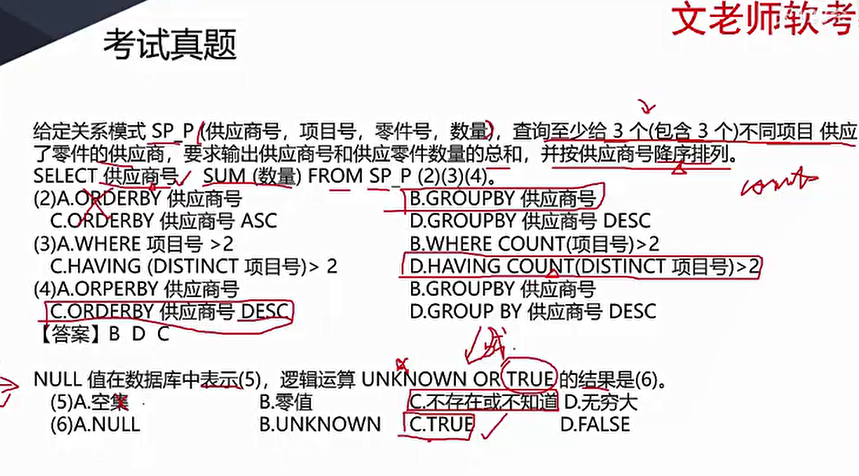 文老师软考
考试真题
给定关系模式 SP_P (供应商号，项目号，零件号，数量)，查询至少给 3 个(包含 3 个)不同项目 供应
了零件的供应商，要求输出供应商号和供应零件数量的总和，并按供应商号降序排列。
SELECT 供应商号，SUM (数量) FROM SP_P (2)(3)(4)。
(2)A.ORDERBY 供应商号 B.GROUPBY 供应商号
C.ORDERBY 供应商号 ASC D.GROUPBY 供应商号 DESC
(3)A.WHERE 项目号 >2 B.WHERE COUNT(项目号)>2
C.HAVING (DISTINCT 项目号)> 2 D.HAVING COUNT(DISTINCT 项目号)>2
(4)A.ORPERBY 供应商号 B.GROUPBY 供应商号
C.ORDERBY 供应商号 DESC D.GROUP BY 供应商号 DESC
【答案】B D C
或
NULL 值在数据库中表示(5)，逻辑运算 UNKNOWN OR TRUE 的结果是(6)。
(5)A.空集 B.零值 C.不存在或不知道 D.无穷大
(6)A.NULL B.UNKNOWN C.TRUE D.FALSE